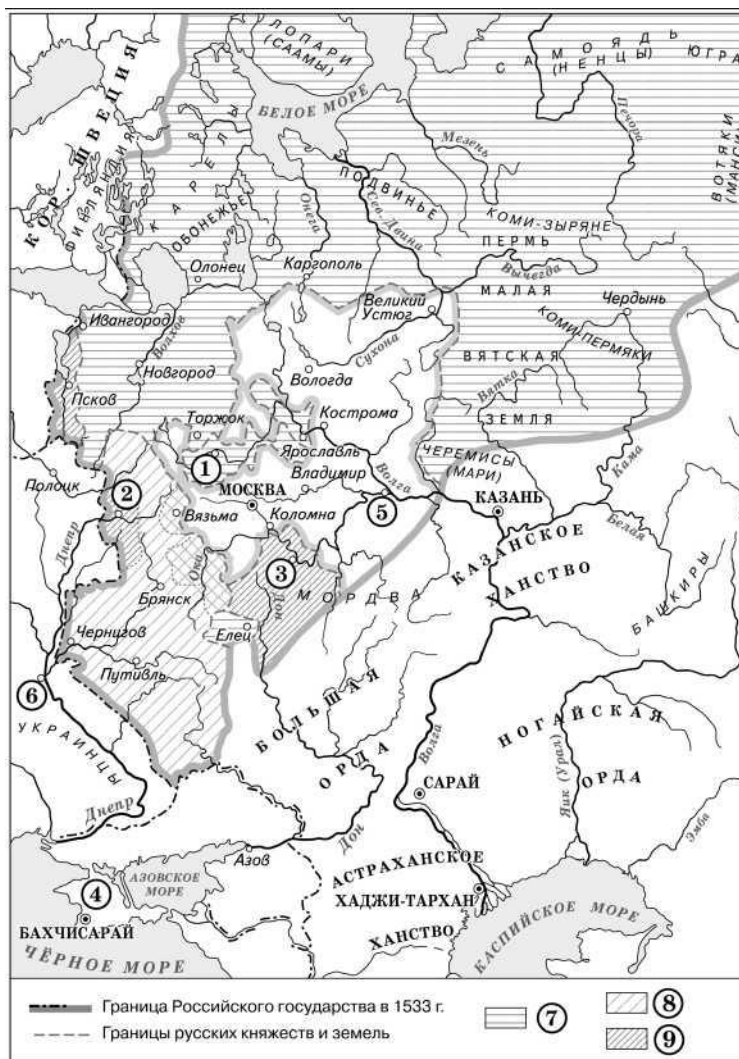 ЛОПАРИ
(СААМЫ)
САМОЯДЬ
(НЕНЦЫ)
ЮГРА
КОР. ШВЕЦИЯ
ФИНЛЯНДИЯ
БЕЛОЕ МОРЕ
Печора
Мезень
ВОТЯКИ
(МАНСИ)
КАРЕЛЫ
ПОДВИНЬЕ
Сев. Двина
Онега
ОБОНЕЖЬЕ
КОМИ-ЗЫРЯНЕ
ПЕРМЬ
Олонец
Каргополь
Вычегда
МАЛАЯ
Великий
Устюг
Чердынь
Ивангород
Волхов
Сухона
КОМИ-ПЕРМЯКИ
Вологда
ВЯТСКАЯ
Новгород
Вятка
Псков
Торжок
Кострома
ЗЕМЛЯ
1
Ярославль
ЧЕРЕМИСЫ
(МАРИ)
Полоцк
2
Владимир
Волга
Кама
МОСКВА
5
КАЗАНЬ
Днепр
Вязьма
Коломна
Белая
КАЗАНСКОЕ
ХАНСТВО
Ока
3
БАШКИРЫ
Брянск
Дон
МОРДВА
Чернигов
Елец
Путивль
6
БОЛЬШАЯ
ОРДА
НОГАЙСКАЯ
ОРДА
УКРАИНЦЫ
Волга
Яик (Урал)
САРАЙ
Днепр
Эмба
Дон
Азов
АСТРАХАНСКОЕ
АЗОВСКОЕ
МОРЕ
4
ХАДЖИ-ТАРХАН
БАХЧИСАРАЙ
ХАНСТВО
КАСПИЙСКОЕ МОРЕ
ЧЁРНОЕ МОРЕ
Граница Российского государства в 1533 г.
Границы русских княжеств и земель
7
8
9